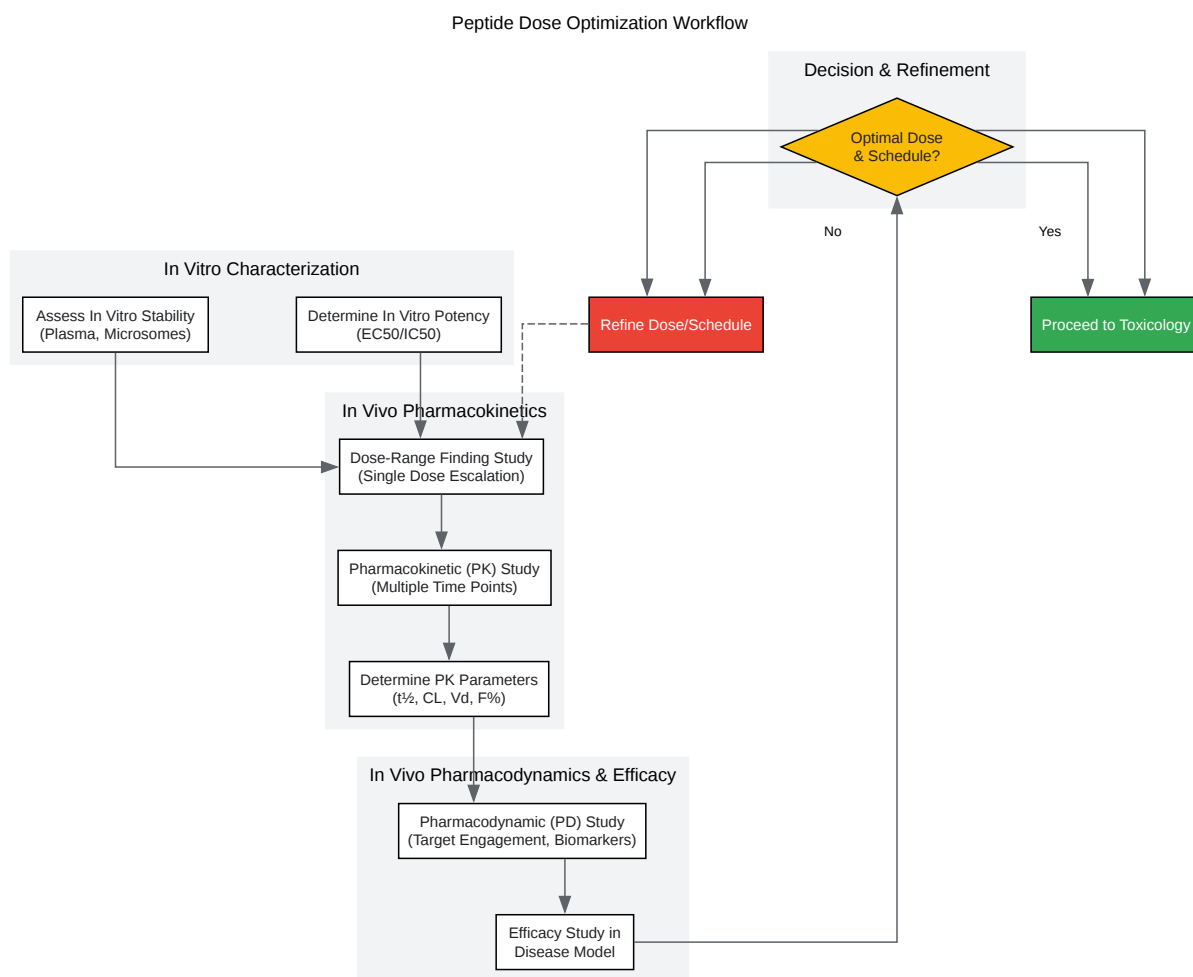 Peptide Dose Optimization Workflow
Decision & Refinement
Optimal Dose
& Schedule?
No
Yes
In Vitro Characterization
Assess In Vitro Stability
(Plasma, Microsomes)
Determine In Vitro Potency
(EC50/IC50)
Refine Dose/Schedule
Proceed to Toxicology
In Vivo Pharmacokinetics
Dose-Range Finding Study
(Single Dose Escalation)
Pharmacokinetic (PK) Study
(Multiple Time Points)
Determine PK Parameters
(t½, CL, Vd, F%)
In Vivo Pharmacodynamics & Efficacy
Pharmacodynamic (PD) Study
(Target Engagement, Biomarkers)
Efficacy Study in
Disease Model